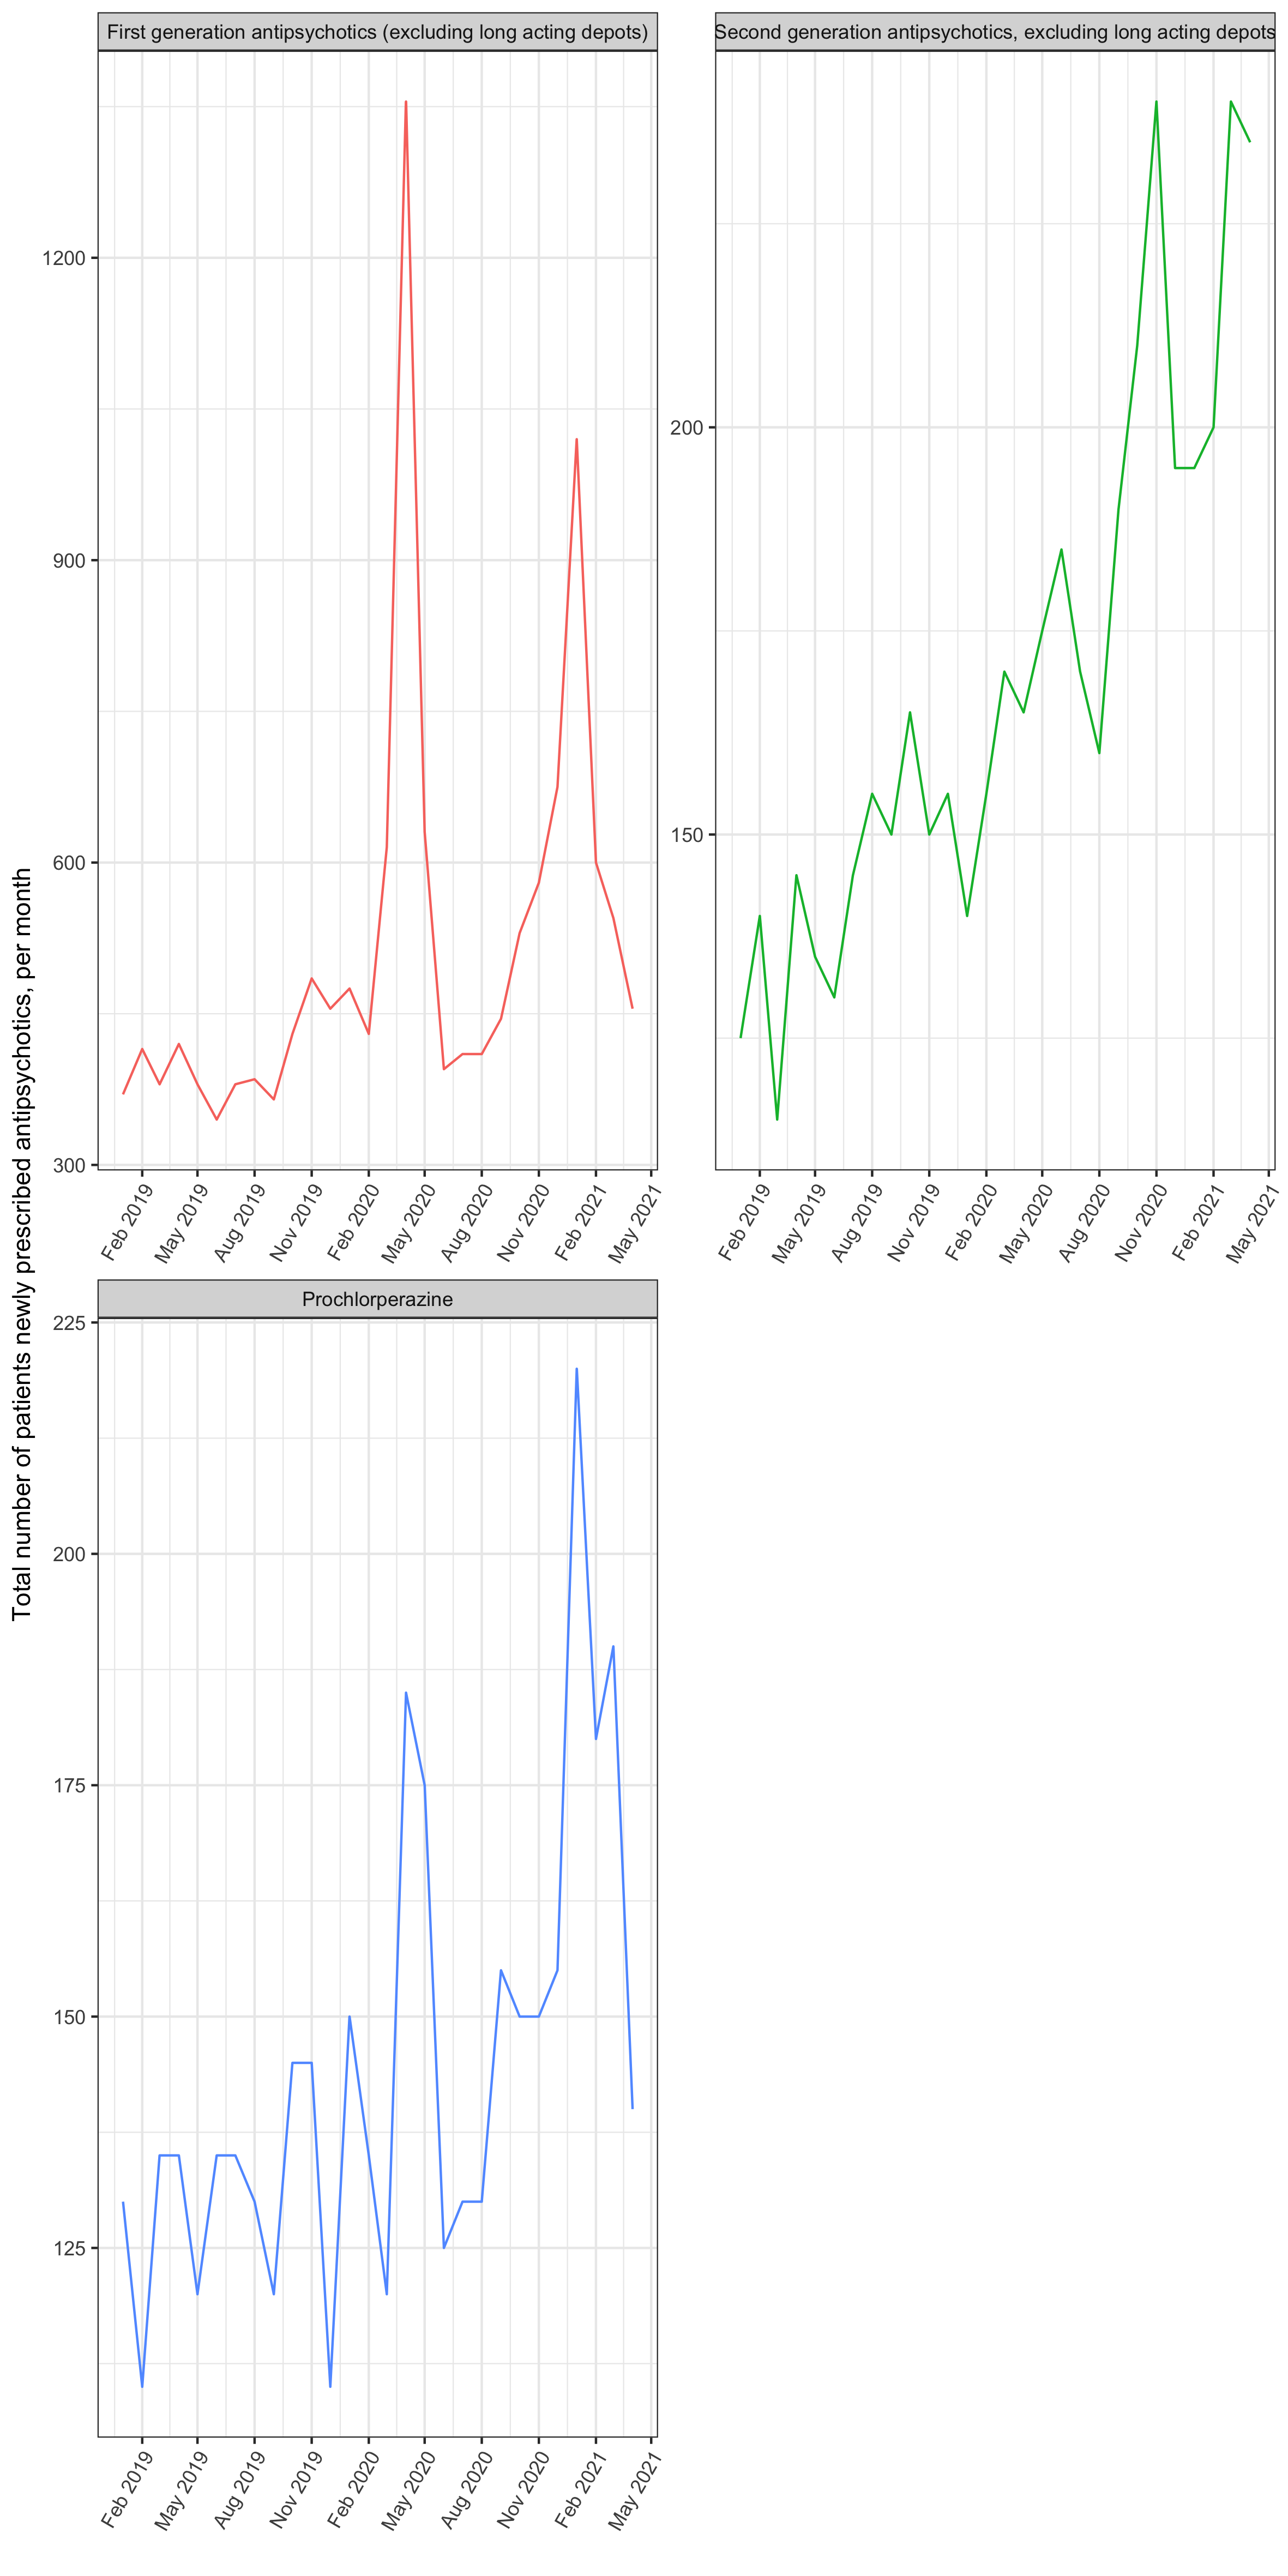 Total number of patients newly prescribed antipsychotics, per month
First generation antipsychotics (excluding long acting depots)
1200
900
600
300
Feb 2019
May 2019
Aug 2019
Nov 2019
Feb 2020
May 2020
Aug 2020
Nov 2020
Feb 2021
May 2021
Second generation antipsychotics, excluding long acting depots
200
150
Feb 2019
May 2019
Aug 2019
Nov 2019
Feb 2020
May 2020
Aug 2020
Nov 2020
Feb 2021
May 2021
Prochlorperazine
225
200
175
150
125
Feb 2019
May 2019
Aug 2019
Nov 2019
Feb 2020
May 2020
Aug 2020
Nov 2020
Feb 2021
May 2021